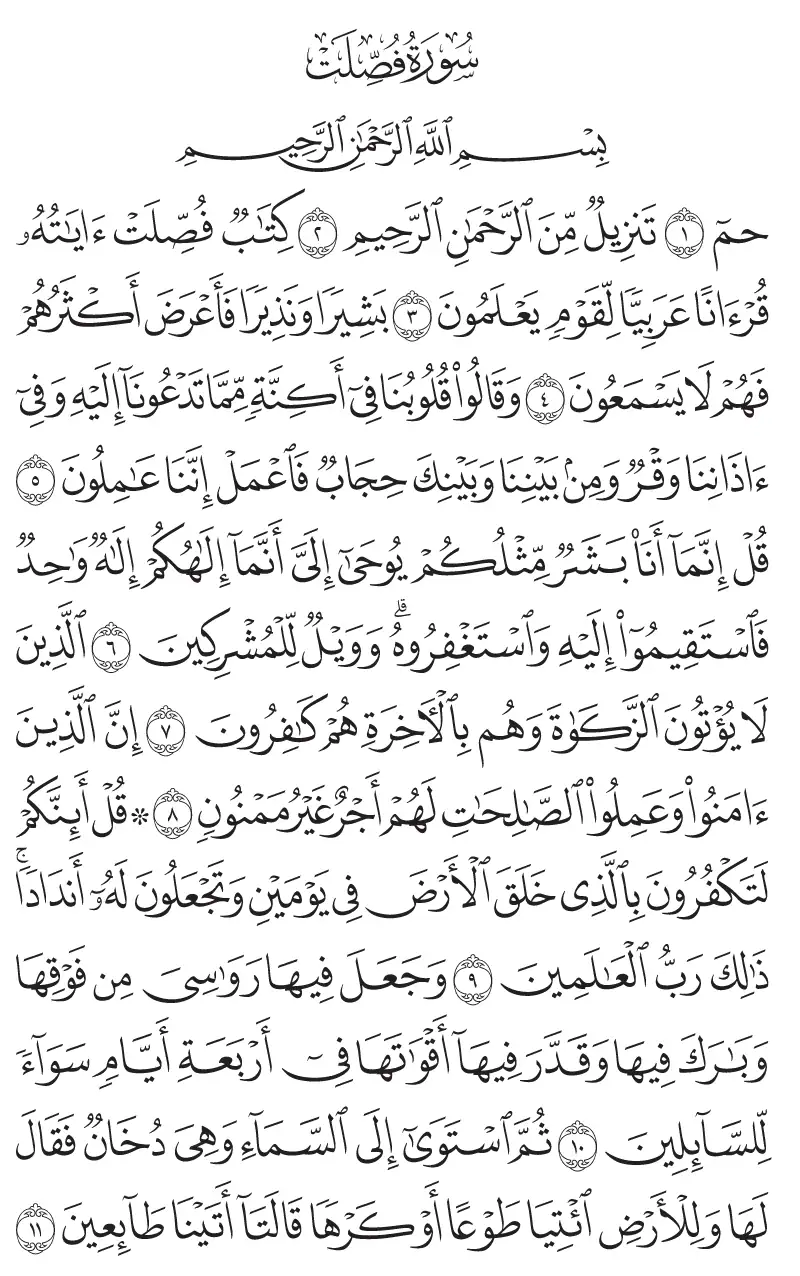 سُورَةُ فُصِّلَتْ
بِسْمِ ٱللَّهِ ٱلرَّحْمَٰنِ ٱلرَّحِيمِ
حمٓ ١ تَنزِيلٌ مِّنَ ٱلرَّحْمَٰنِ ٱلرَّحِيمِ ٢ كِتَٰبٌ فُصِّلَتْ ءَايَٰتُهُۥ
قُرْءَانًا عَرَبِيًّا لِّقَوْمٍ يَعْلَمُونَ ٣ بَشِيرًا وَنَذِيرًا فَأَعْرَضَ أَكْثَرُهُمْ
فَهُمْ لَا يَسْمَعُونَ ٤ وَقَالُوا۟ قُلُوبُنَا فِىٓ أَكِنَّةٍ مِّمَّا تَدْعُونَآ إِلَيْهِ وَفِىٓ
ءَاذَانِنَا وَقْرٌ وَمِنۢ بَيْنِنَا وَبَيْنِكَ حِجَابٌ فَٱعْمَلْ إِنَّنَا عَٰمِلُونَ ٥
قُلْ إِنَّمَآ أَنَا۠ بَشَرٌ مِّثْلُكُمْ يُوحَىٰٓ إِلَىَّ أَنَّمَآ إِلَٰهُكُمْ إِلَٰهٌ وَٰحِدٌ
فَٱسْتَقِيمُوٓا۟ إِلَيْهِ وَٱسْتَغْفِرُوهُ ۗ وَوَيْلٌ لِّلْمُشْرِكِينَ ٦ ٱلَّذِينَ
لَا يُؤْتُونَ ٱلزَّكَوٰةَ وَهُم بِٱلْأَخِرَةِ هُمْ كَٰفِرُونَ ٧ إِنَّ ٱلَّذِينَ
ءَامَنُوا۟ وَعَمِلُوا۟ ٱلصَّٰلِحَٰتِ لَهُمْ أَجْرٌ غَيْرُ مَمْنُونٍ ٨ ۞ قُلْ أَئِنَّكُمْ
لَتَكْفُرُونَ بِٱلَّذِى خَلَقَ ٱلْأَرْضَ فِى يَوْمَيْنِ وَتَجْعَلُونَ لَهُۥٓ أَندَادًا ۚ
ذَٰلِكَ رَبُّ ٱلْعَٰلَمِينَ ٩ وَجَعَلَ فِيهَا رَوَٰسِىَ مِن فَوْقِهَا
وَبَٰرَكَ فِيهَا وَقَدَّرَ فِيهَآ أَقْوَٰتَهَا فِىٓ أَرْبَعَةِ أَيَّامٍ سَوَآءً
لِّلسَّآئِلِينَ ١٠ ثُمَّ ٱسْتَوَىٰٓ إِلَى ٱلسَّمَآءِ وَهِىَ دُخَانٌ فَقَالَ
لَهَا وَلِلْأَرْضِ ٱئْتِيَا طَوْعًا أَوْ كَرْهًا قَالَتَآ أَتَيْنَا طَآئِعِينَ ١١